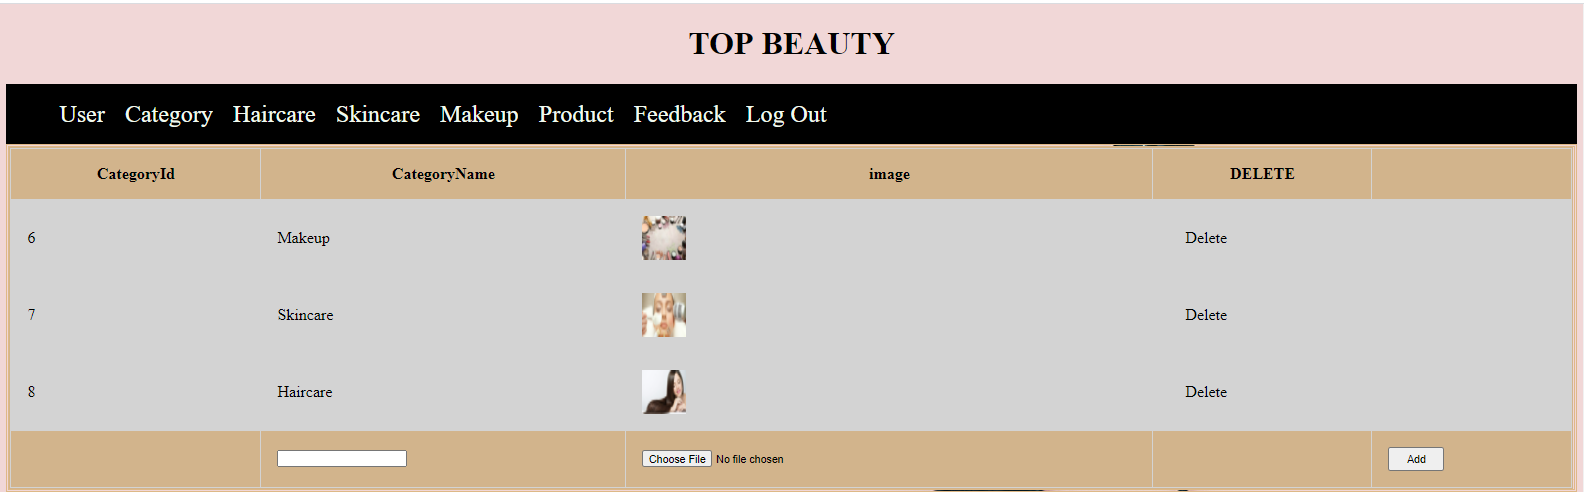 TOP BEAUTY
User Category Haircare Skincare Makeup Product Feedback Log Out
CategoryId CategoryName image DELETE
6 Makeup Delete
7 Skincare Delete
8 Haircare Delete
Choose File No file chosen Add